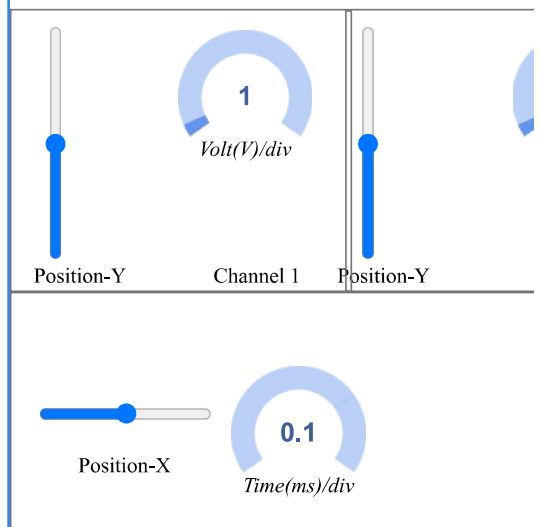 1
Volt(V)/div
Position-Y
Channel 1
Position-Y
0.1
Position-X
Time(ms)/div